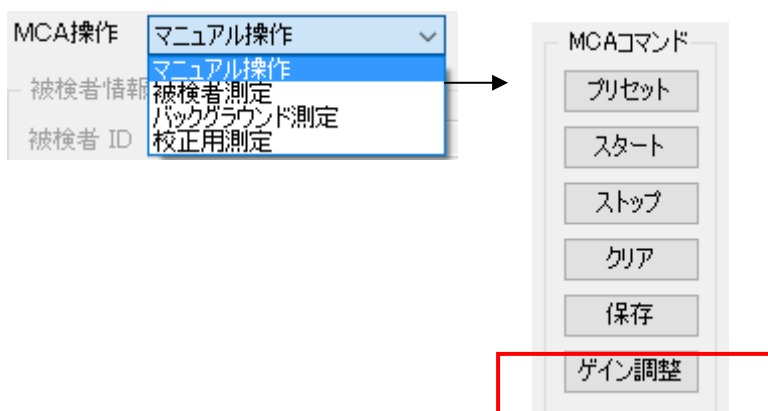 MCA操作 マニュアル操作
マニュアル操作
被検者情報 被検者測定
バックグラウンド測定
被検者 ID 校正用測定
MCAコマンド
プリセット
スタート
ストップ
クリア
保存
ゲイン調整